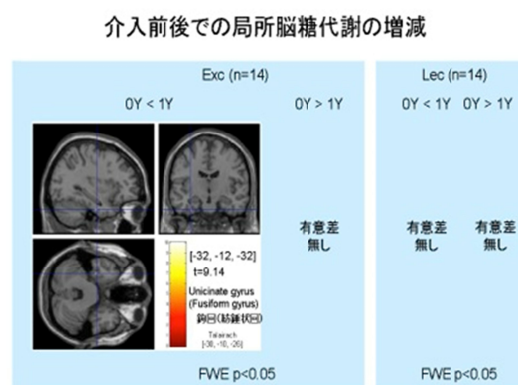 介入前後での局所脳糖代謝の増減
Exc (n=14)
0Y < 1Y
0Y > 1Y
[-32, -12, -32]
t=9.14
Unicinate gyrus
(Fusiform gyrus)
Talairach
[-30, -10, -26]
有意差
無し
FWE p<0.05
Lec (n=14)
0Y < 1Y
0Y > 1Y
有意差
無し
有意差
無し
FWE p<0.05